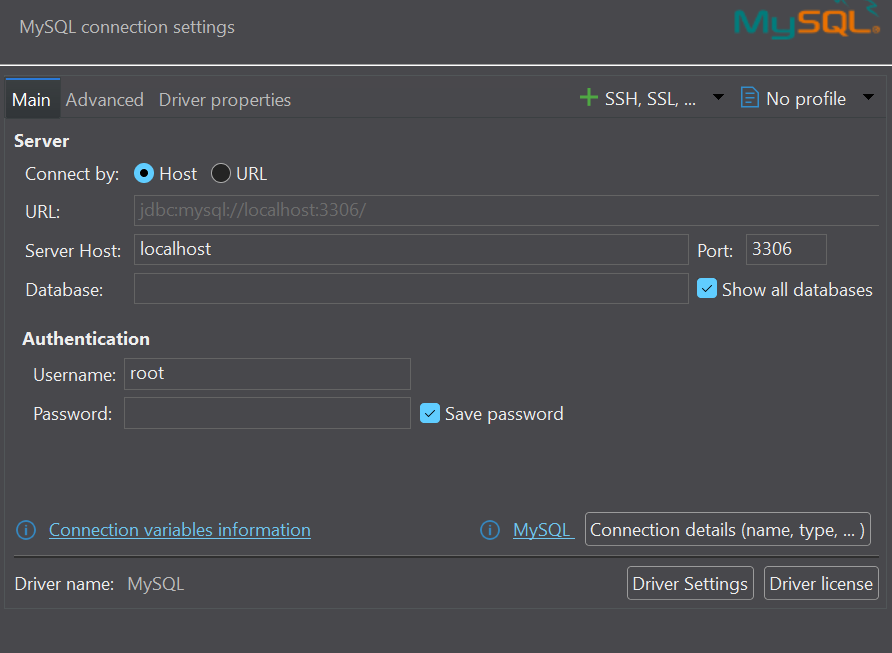 MySQL connection settings
MySQL®
Main Advanced Driver properties SSH, SSL, ... No profile
Server
Connect by: Host URL
URL: jdbc:mysql://localhost:3306/
Server Host: localhost Port: 3306
Database: Show all databases
Authentication
Username: root
Password: Save password
Connection variables information MySQL Connection details (name, type, ... )
Driver name: MySQL Driver Settings Driver license